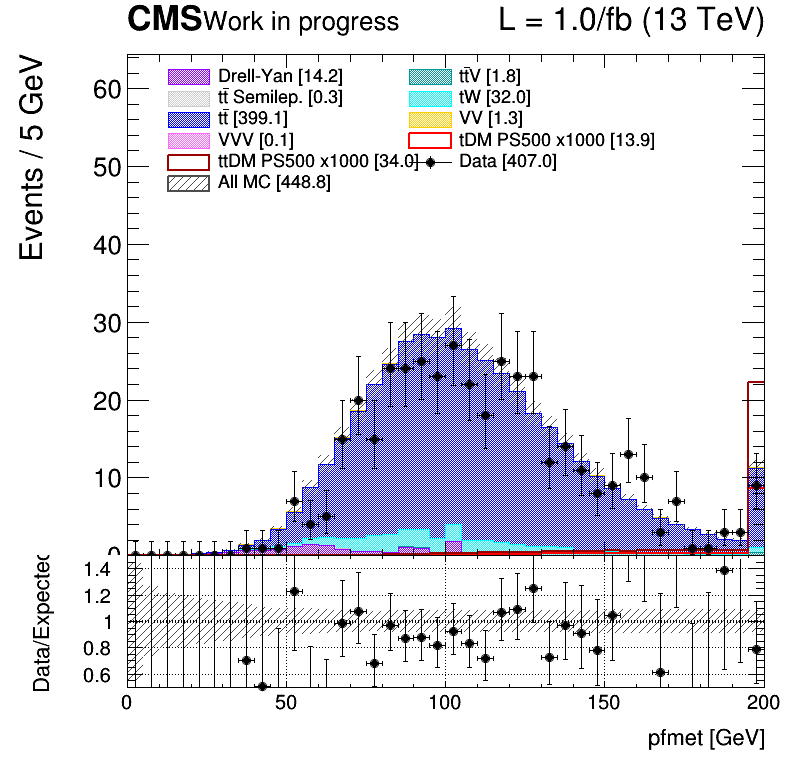 CMS Work in progress L = 1.0/fb (13 TeV)
Events / 5 GeV
Drell-Yan [14.2] tt̄V [1.8]
tt̄ Semilep. [0.3] tW [32.0]
tt̄ [399.1] VV [1.3]
VVV [0.1] tDM PS500 x1000 [13.9]
ttDM PS500 x1000 [34.0] Data [407.0]
All MC [448.8]
60
50
40
30
20
10
0
Data/Expected
1.4
1.2
1
0.8
0.6
0 50 100 150 200
pfmet [GeV]